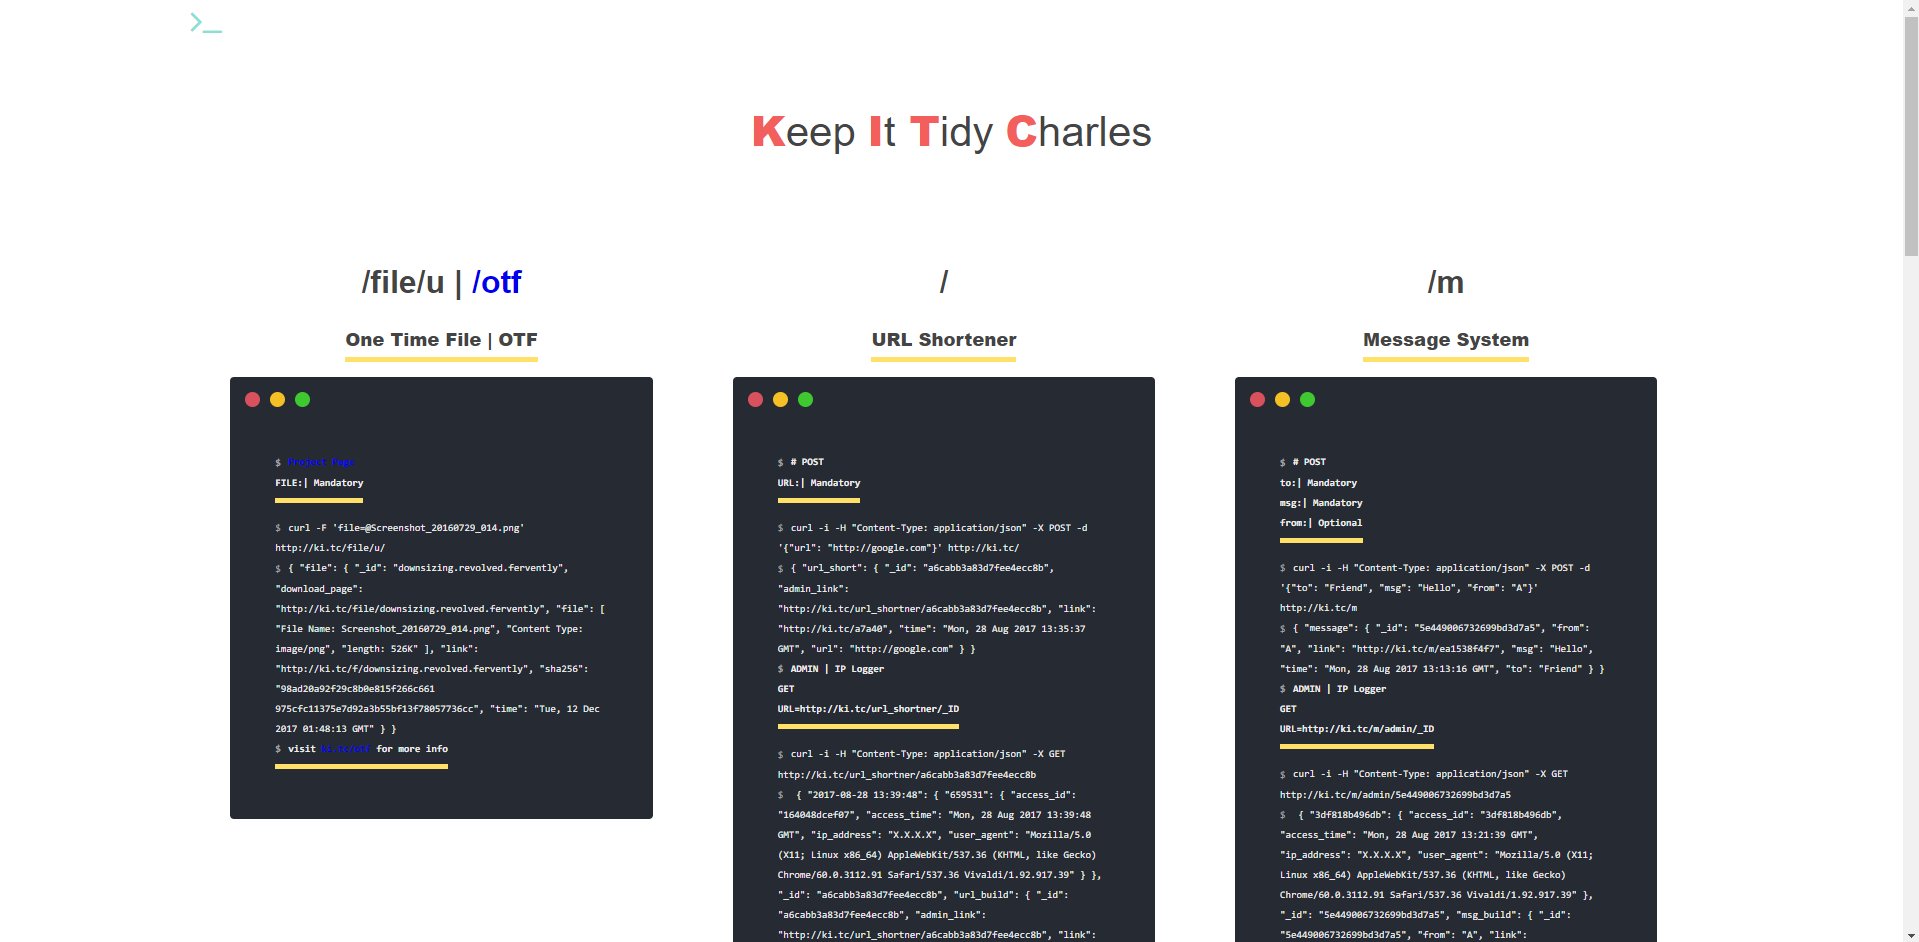 >_
Keep It Tidy Charles
/file/u | /otf
One Time File | OTF
$ Project Page
FILE:| Mandatory
$ curl -F 'file=@Screenshot_20160729_014.png'
http://ki.tc/file/u/
$ { "file": { "_id": "downsizing.revolved.fervently",
"download_page":
"http://ki.tc/file/downsizing.revolved.fervently", "file": [
"File Name: Screenshot_20160729_014.png", "Content Type:
image/png", "length: 526K" ], "link":
"http://ki.tc/f/downsizing.revolved.fervently", "sha256":
"98ad20a92f29c8b0e815f266c661
975cfc11375e7d92a3b55bf13f78057736cc", "time": "Tue, 12 Dec
2017 01:48:13 GMT" } }
$ visit ki.tc/otf for more info
/
URL Shortener
$ # POST
URL:| Mandatory
$ curl -i -H "Content-Type: application/json" -X POST -d
'{"url": "http://google.com"}' http://ki.tc/
$ { "url_short": { "_id": "a6cabb3a83d7fee4ecc8b",
"admin_link":
"http://ki.tc/url_shortner/a6cabb3a83d7fee4ecc8b", "link":
"http://ki.tc/a7a40", "time": "Mon, 28 Aug 2017 13:35:37
GMT", "url": "http://google.com" } }
$ ADMIN | IP Logger
GET
URL=http://ki.tc/url_shortner/_ID
$ curl -i -H "Content-Type: application/json" -X GET
http://ki.tc/url_shortner/a6cabb3a83d7fee4ecc8b
$ { "2017-08-28 13:39:48": { "659531": { "access_id":
"164048dcef07", "access_time": "Mon, 28 Aug 2017 13:39:48
GMT", "ip_address": "X.X.X.X", "user_agent": "Mozilla/5.0
(X11; Linux x86_64) AppleWebKit/537.36 (KHTML, like Gecko)
Chrome/60.0.3112.91 Safari/537.36 Vivaldi/1.92.917.39" } },
"_id": "a6cabb3a83d7fee4ecc8b", "url_build": { "_id":
"a6cabb3a83d7fee4ecc8b", "admin_link":
"http://ki.tc/url_shortner/a6cabb3a83d7fee4ecc8b", "link":
/m
Message System
$ # POST
to:| Mandatory
msg:| Mandatory
from:| Optional
$ curl -i -H "Content-Type: application/json" -X POST -d
'{"to": "Friend", "msg": "Hello", "from": "A"}'
http://ki.tc/m
$ { "message": { "_id": "5e449006732699bd3d7a5", "from":
"A", "link": "http://ki.tc/m/ea1538f4f7", "msg": "Hello",
"time": "Mon, 28 Aug 2017 13:13:16 GMT", "to": "Friend" } }
$ ADMIN | IP Logger
GET
URL=http://ki.tc/m/admin/_ID
$ curl -i -H "Content-Type: application/json" -X GET
http://ki.tc/m/admin/5e449006732699bd3d7a5
$ { "3df818b496db": { "access_id": "3df818b496db",
"access_time": "Mon, 28 Aug 2017 13:21:39 GMT",
"ip_address": "X.X.X.X", "user_agent": "Mozilla/5.0 (X11;
Linux x86_64) AppleWebKit/537.36 (KHTML, like Gecko)
Chrome/60.0.3112.91 Safari/537.36 Vivaldi/1.92.917.39" },
"_id": "5e449006732699bd3d7a5", "msg_build": { "_id":
"5e449006732699bd3d7a5", "from": "A", "link":